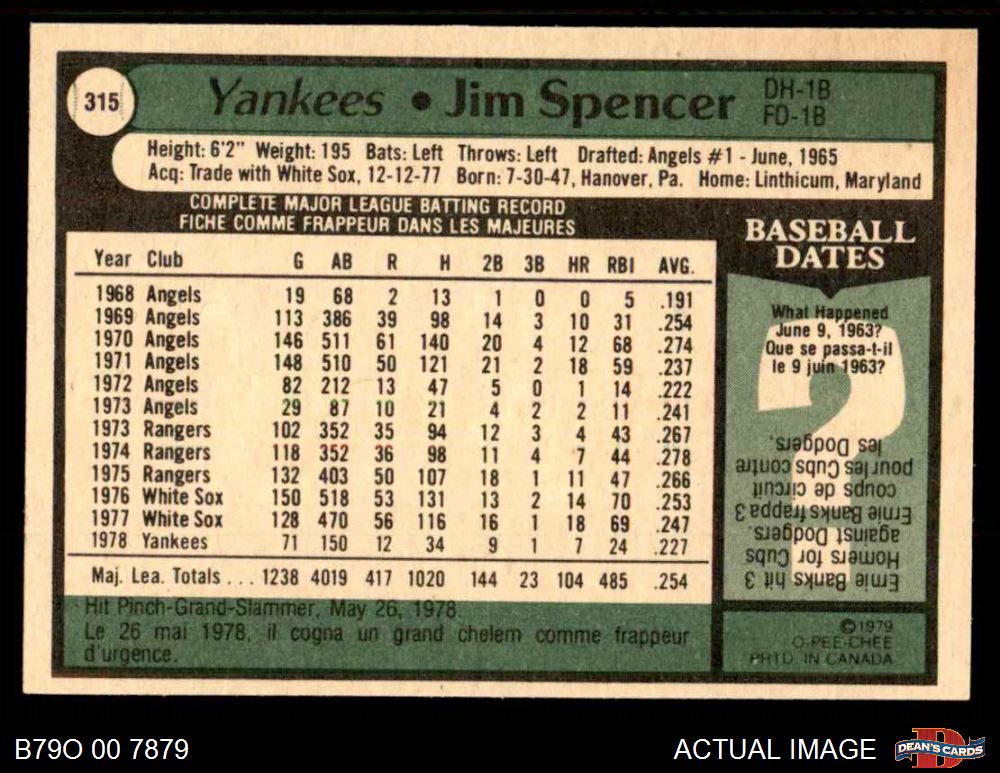 315
Yankees • Jim Spencer
DH-1B
FD-1B
Height: 6'2" Weight: 195 Bats: Left Throws: Left Drafted: Angels #1 - June, 1965
Acq: Trade with White Sox, 12-12-77 Born: 7-30-47, Hanover, Pa. Home: Linthicum, Maryland
COMPLETE MAJOR LEAGUE BATTING RECORD
FICHE COMME FRAPPEUR DANS LES MAJEURES
Year Club G AB R H 2B 3B HR RBI AVG.
1968 Angels 19 68 2 13 1 0 0 5 .191
1969 Angels 113 386 39 98 14 3 10 31 .254
1970 Angels 146 511 61 140 20 4 12 68 .274
1971 Angels 148 510 50 121 21 2 18 59 .237
1972 Angels 82 212 13 47 5 0 1 14 .222
1973 Angels 29 87 10 21 4 2 2 11 .241
1973 Rangers 102 352 35 94 12 3 4 43 .267
1974 Rangers 118 352 36 98 11 4 7 44 .278
1975 Rangers 132 403 50 107 18 1 11 47 .266
1976 White Sox 150 518 53 131 13 2 14 70 .253
1977 White Sox 128 470 56 116 16 1 18 69 .247
1978 Yankees 71 150 12 34 9 1 7 24 .227
Maj. Lea. Totals . . . 1238 4019 417 1020 144 23 104 485 .254
Hit Pinch-Grand-Slammer, May 26, 1978.
Le 26 mai 1978, il cogna un grand chelem comme frappeur
d'urgence.
BASEBALL
DATES
What Happened
June 9, 1963?
Que se passa-t-il
le 9 juin 1963?
Ernie Banks hit 3
Homers for Cubs
against Dodgers.
Ernie Banks frappa 3
coups de circuit
pour les Cubs contre
les Dodgers.
©1979
O-PEE-CHEE
PRTD. IN CANADA
B79O 00 7879
ACTUAL IMAGE
DEAN'S CARDS